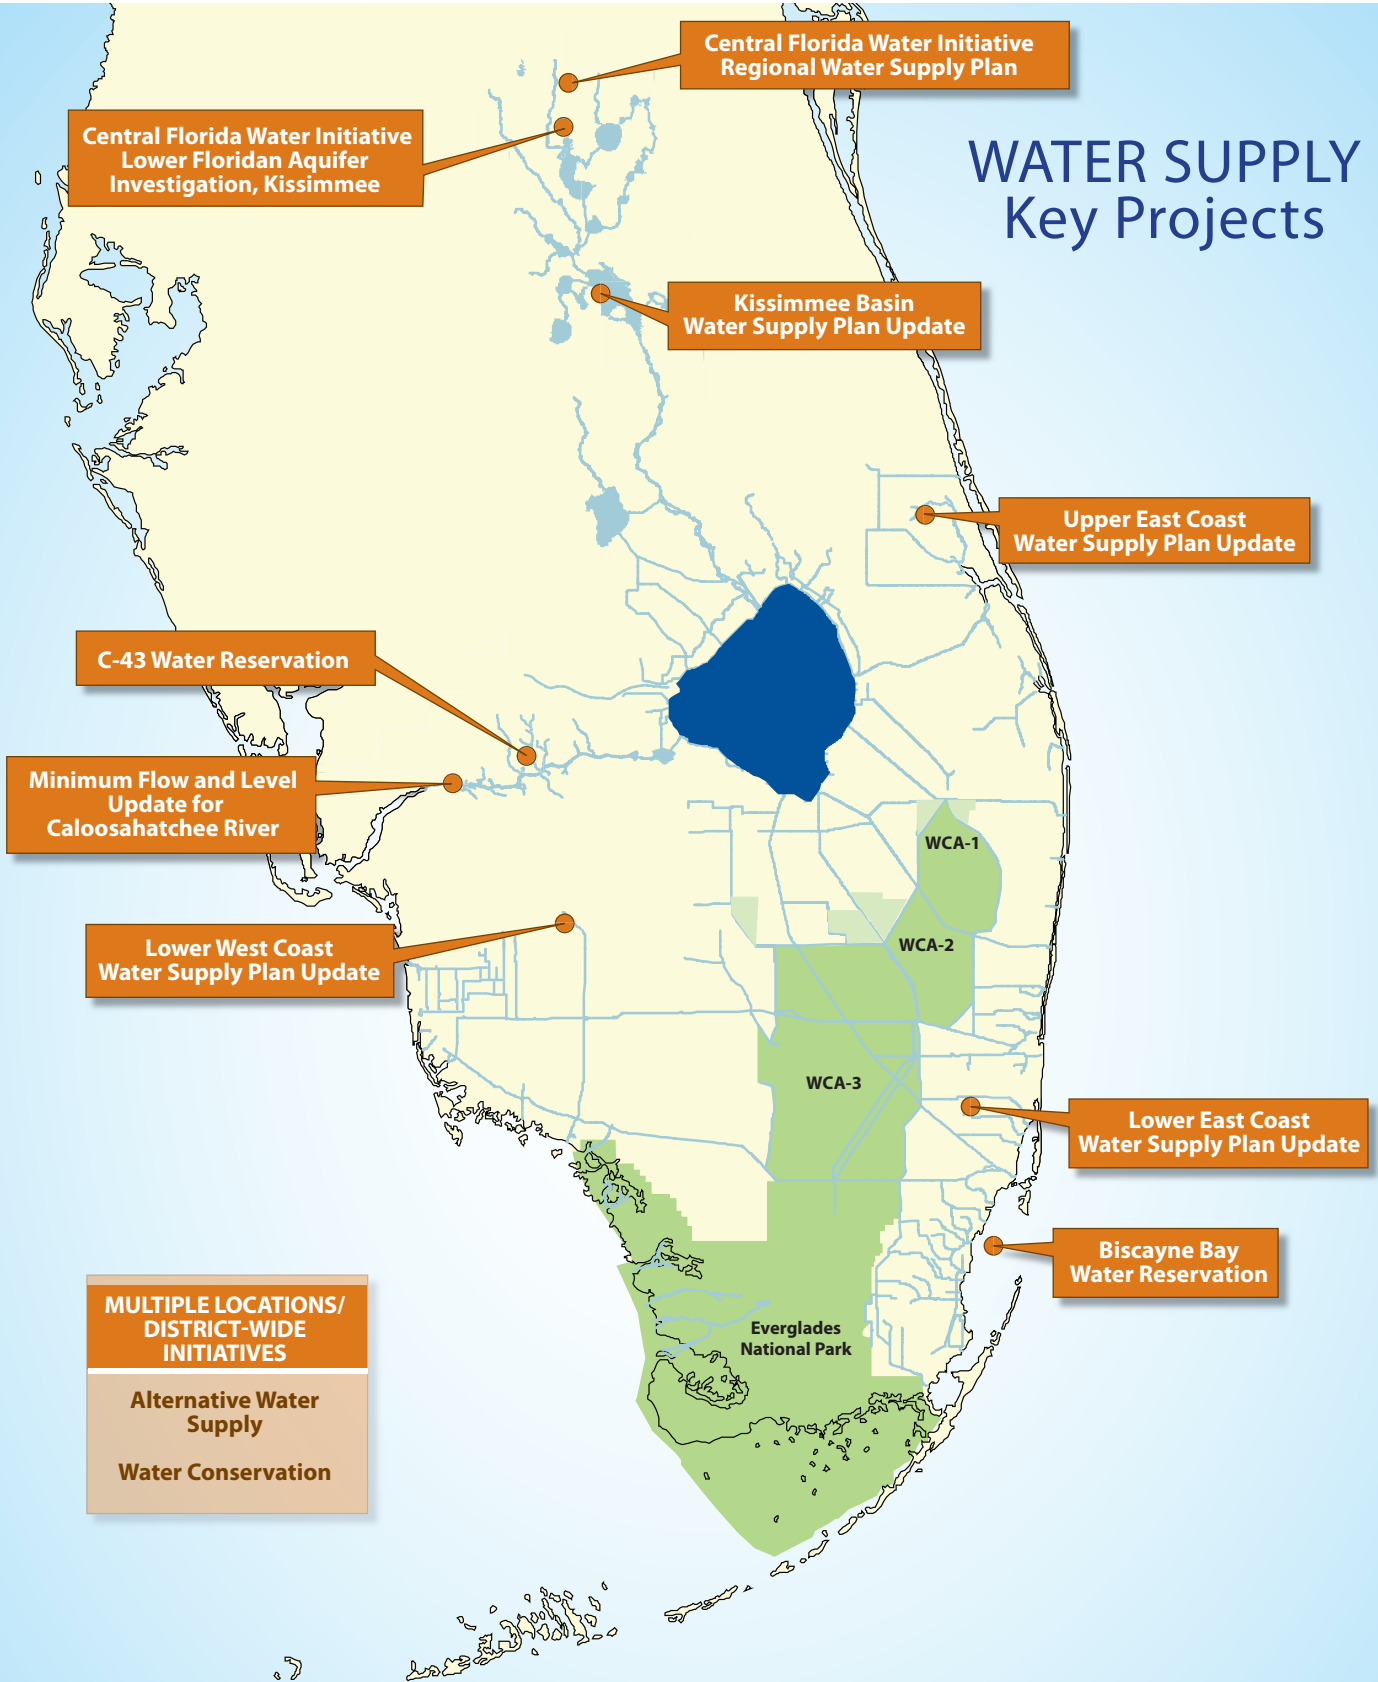 Central Florida Water Initiative
Regional Water Supply Plan
Central Florida Water Initiative
Lower Floridan Aquifer
Investigation, Kissimmee
WATER SUPPLY
Key Projects
Kissimmee Basin
Water Supply Plan Update
Upper East Coast
Water Supply Plan Update
C-43 Water Reservation
Minimum Flow and Level
Update for
Caloosahatchee River
WCA-1
Lower West Coast
Water Supply Plan Update
WCA-2
WCA-3
Lower East Coast
Water Supply Plan Update
Biscayne Bay
Water Reservation
Everglades
National Park
MULTIPLE LOCATIONS/
DISTRICT-WIDE
INITIATIVES
Alternative Water
Supply
Water Conservation